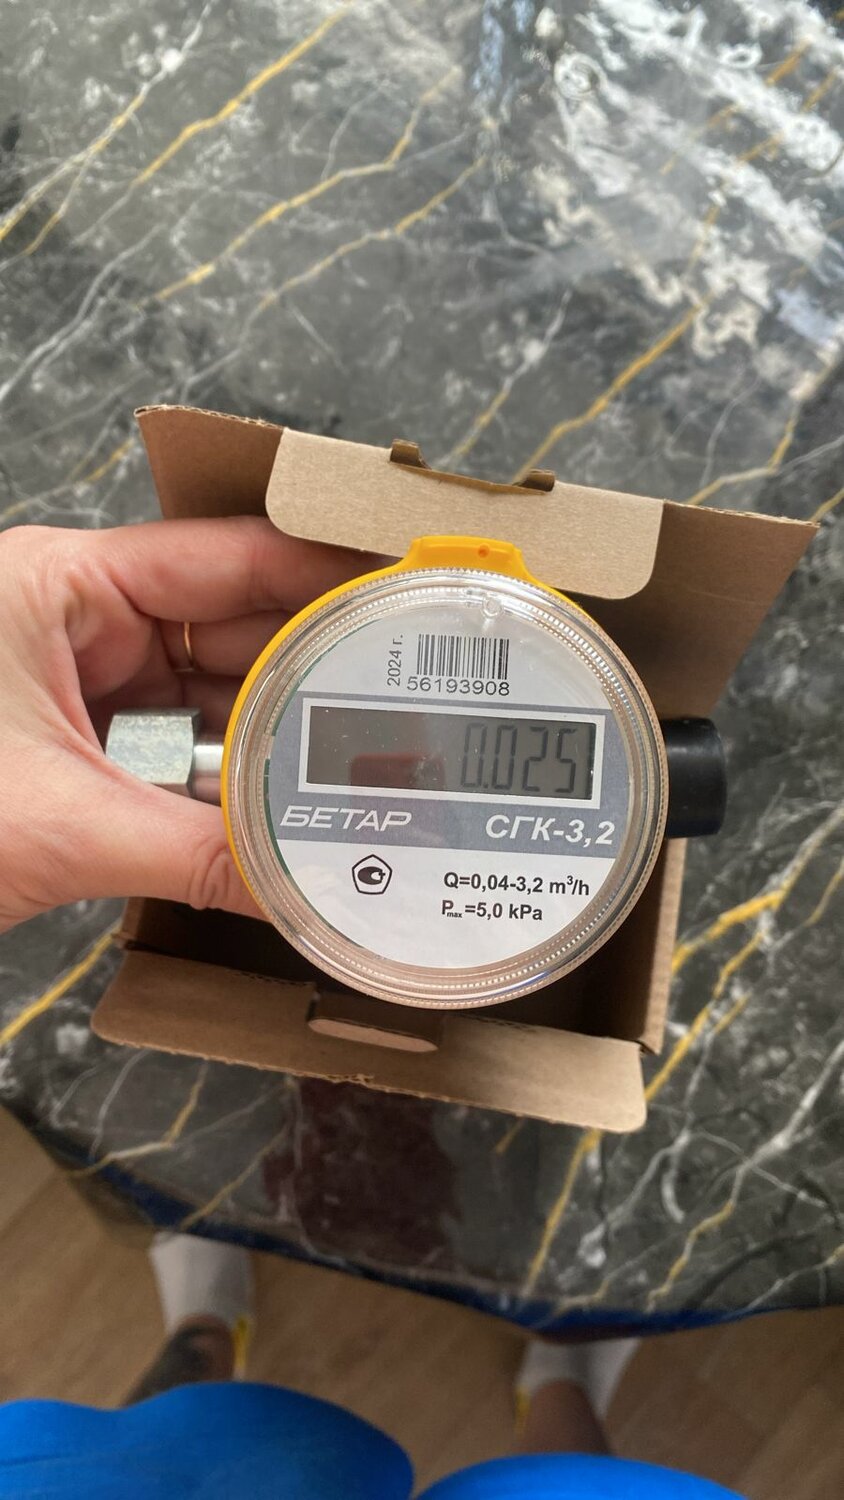 2024 г.
56193908
0.025
БЕТАР
СГК-3,2
Q=0,04-3,2 m³/h
Pmax=5,0 kPa